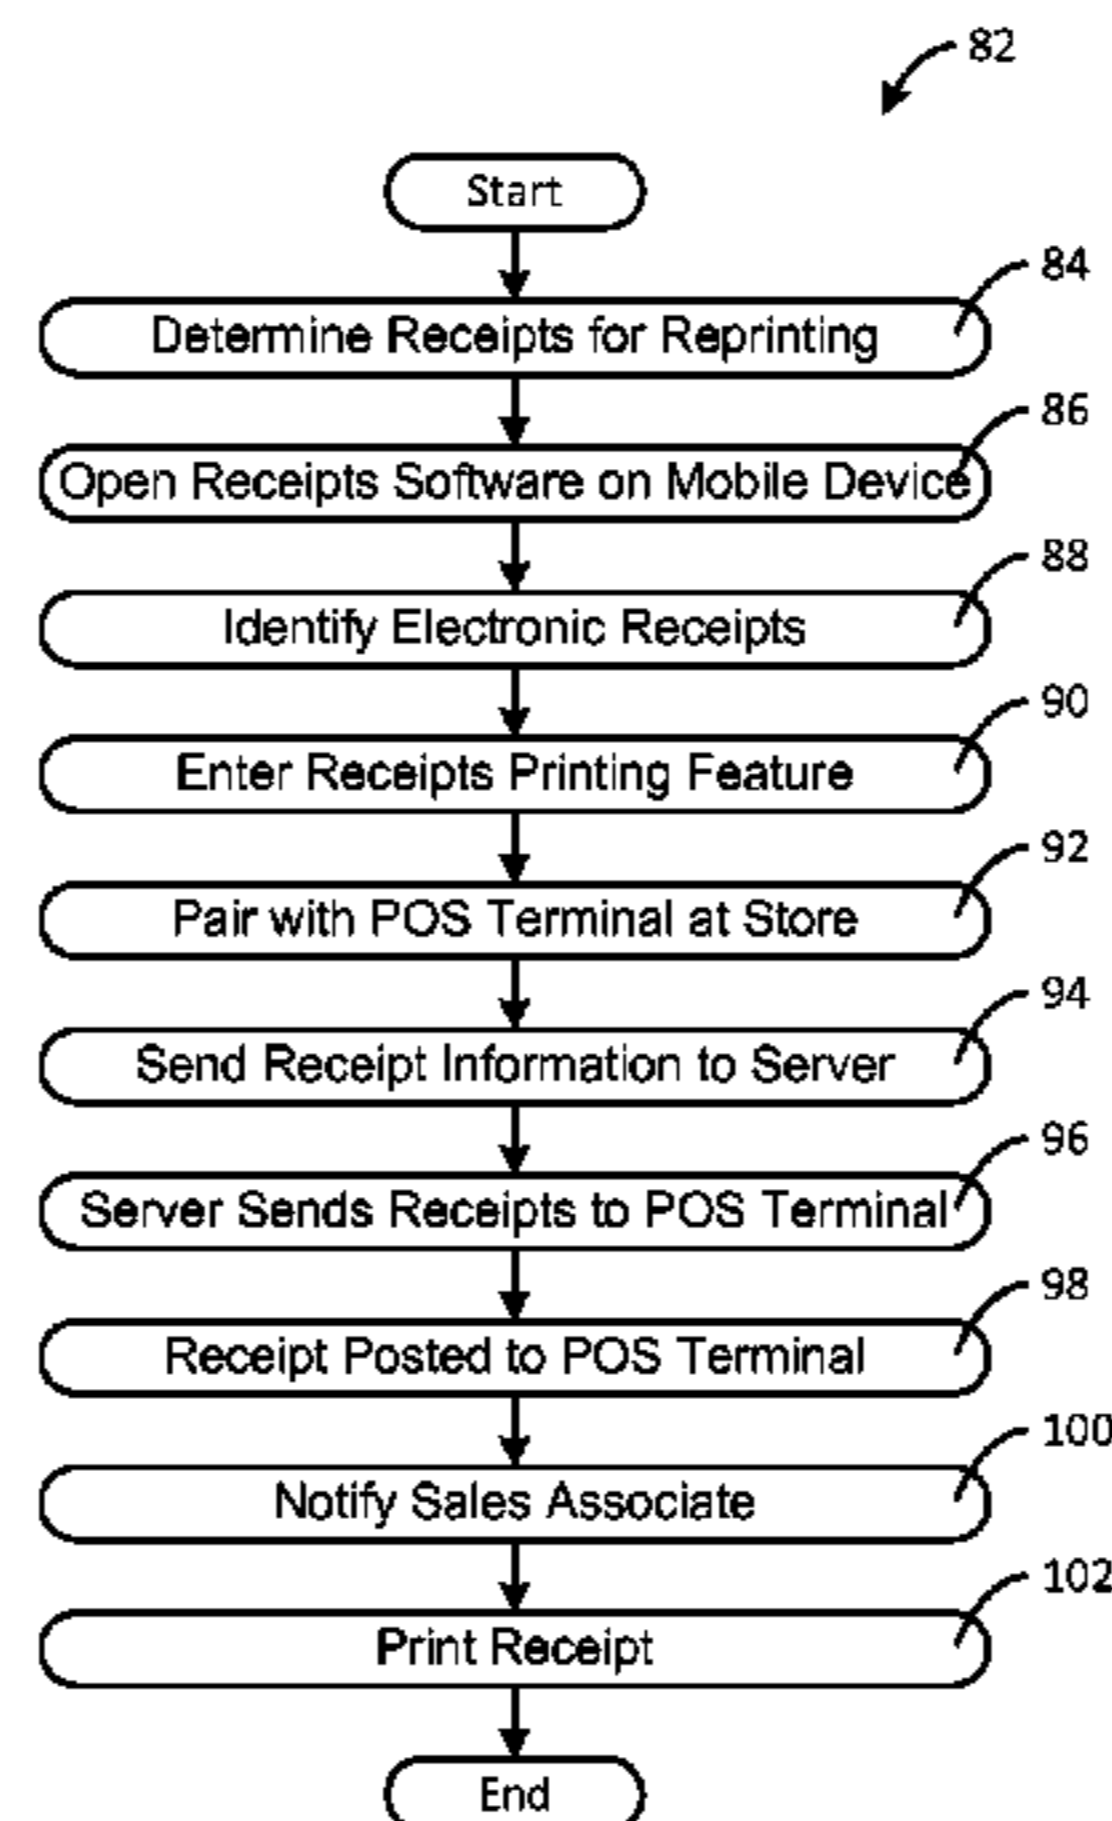 82
Start
84
Determine Receipts for Reprinting
86
Open Receipts Software on Mobile Device
88
Identify Electronic Receipts
90
Enter Receipts Printing Feature
92
Pair with POS Terminal at Store
94
Send Receipt Information to Server
96
Server Sends Receipts to POS Terminal
98
Receipt Posted to POS Terminal
100
Notify Sales Associate
102
Print Receipt
End